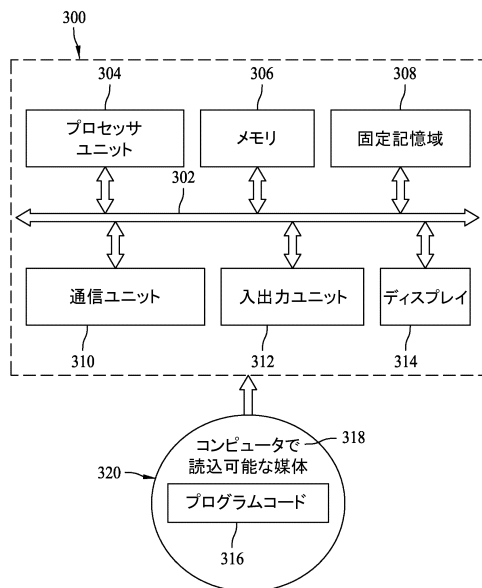 300
304
306
308
プロセッサ
ユニット
メモリ
固定記憶域
302
通信ユニット
入出力ユニット
ディスプレイ
310
312
314
コンピュータで
読込可能な媒体
318
320
プログラムコード
316